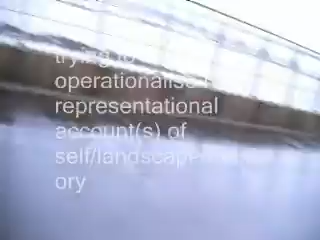 trying to
operationalise
representational
account(s) of
self/landscape
ory